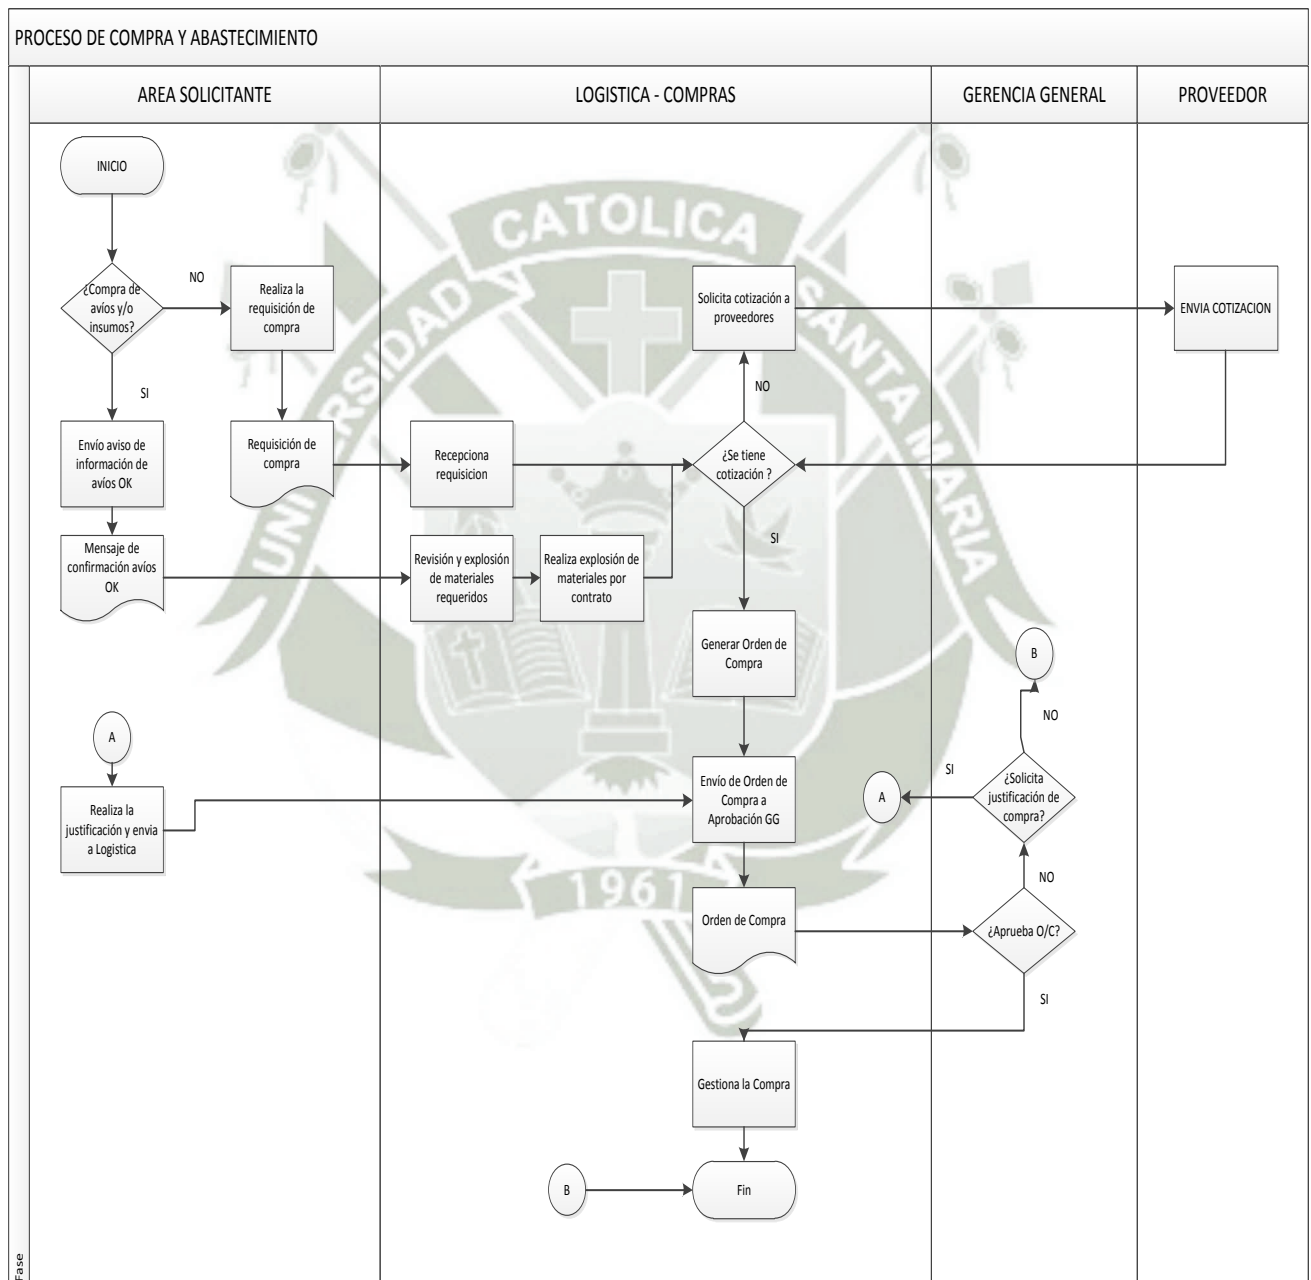 PROCESO DE COMPRA Y ABASTECIMIENTO
AREA SOLICITANTE
LOGISTICA - COMPRAS
GERENCIA GENERAL
PROVEEDOR
INICIO
¿Compra de
avíos y/o
insumos?
NO
Realiza la
requisición de
compra
Solicita cotización a
proveedores
ENVIA COTIZACION
SI
NO
Envío aviso de
información de
avíos OK
Requisición de
compra
Recepciona
requisicion
¿Se tiene
cotización ?
SI
Mensaje de
confirmación avíos
OK
Revisión y explosión
de materiales
requeridos
Realiza explosión de
materiales por
contrato
Generar Orden de
Compra
B
NO
A
Realiza la
justificación y envia
a Logistica
Envío de Orden de
Compra a
Aprobación GG
A
SI
¿Solicita
justificación de
compra?
NO
Orden de Compra
¿Aprueba O/C?
SI
Gestiona la Compra
B
Fin
Fase
UNIVERSIDAD CATOLICA SANTA MARIA
1961